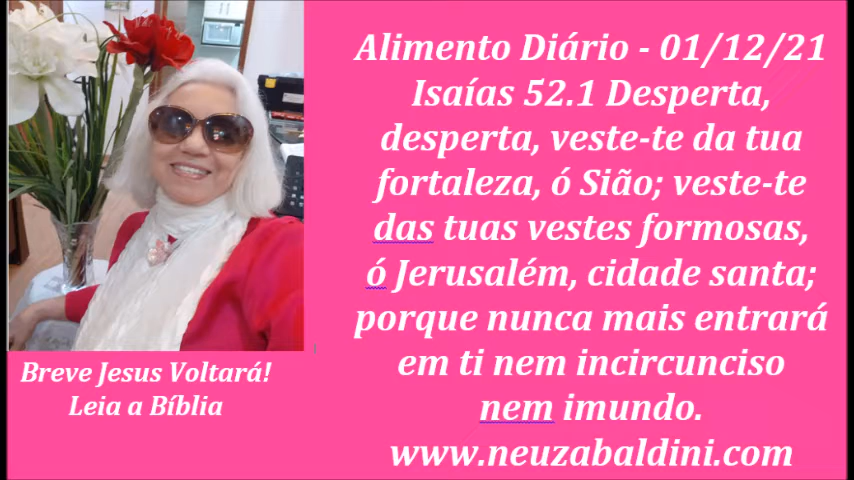 Alimento Diário - 01/12/21
Isaías 52.1 Desperta,
desperta, veste-te da tua
fortaleza, ó Sião; veste-te
das tuas vestes formosas,
ó Jerusalém, cidade santa;
porque nunca mais entrará
em ti nem incircunciso
nem imundo.
www.neuzabaldini.com
Breve Jesus Voltará!
Leia a Bíblia